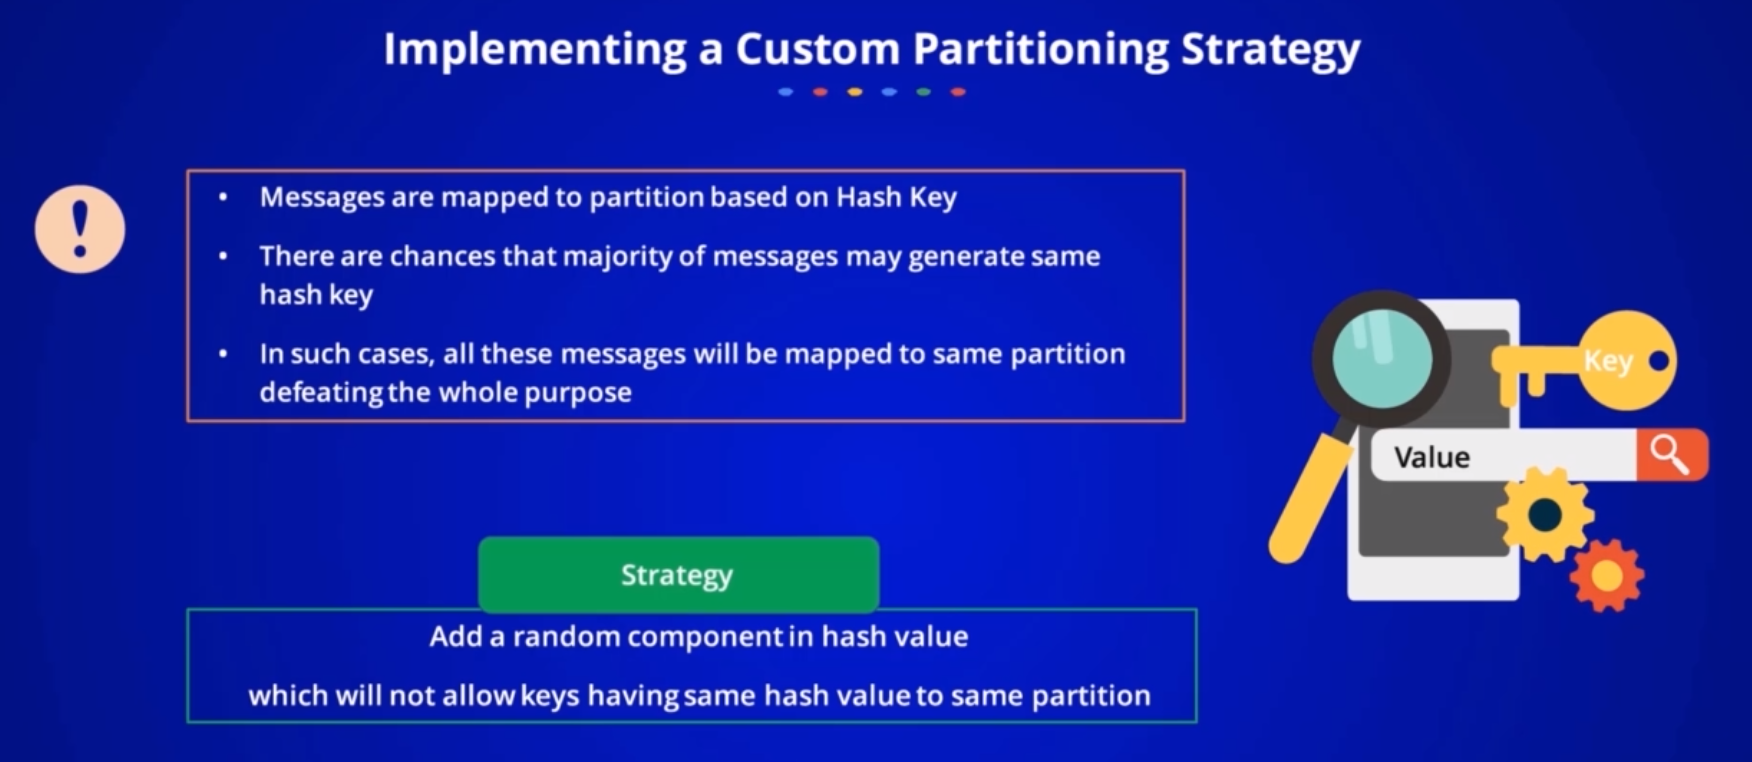 Implementing a Custom Partitioning Strategy
• Messages are mapped to partition based on Hash Key
• There are chances that majority of messages may generate same
hash key
• In such cases, all these messages will be mapped to same partition
defeating the whole purpose
Key
Value
Strategy
Add a random component in hash value
which will not allow keys having same hash value to same partition